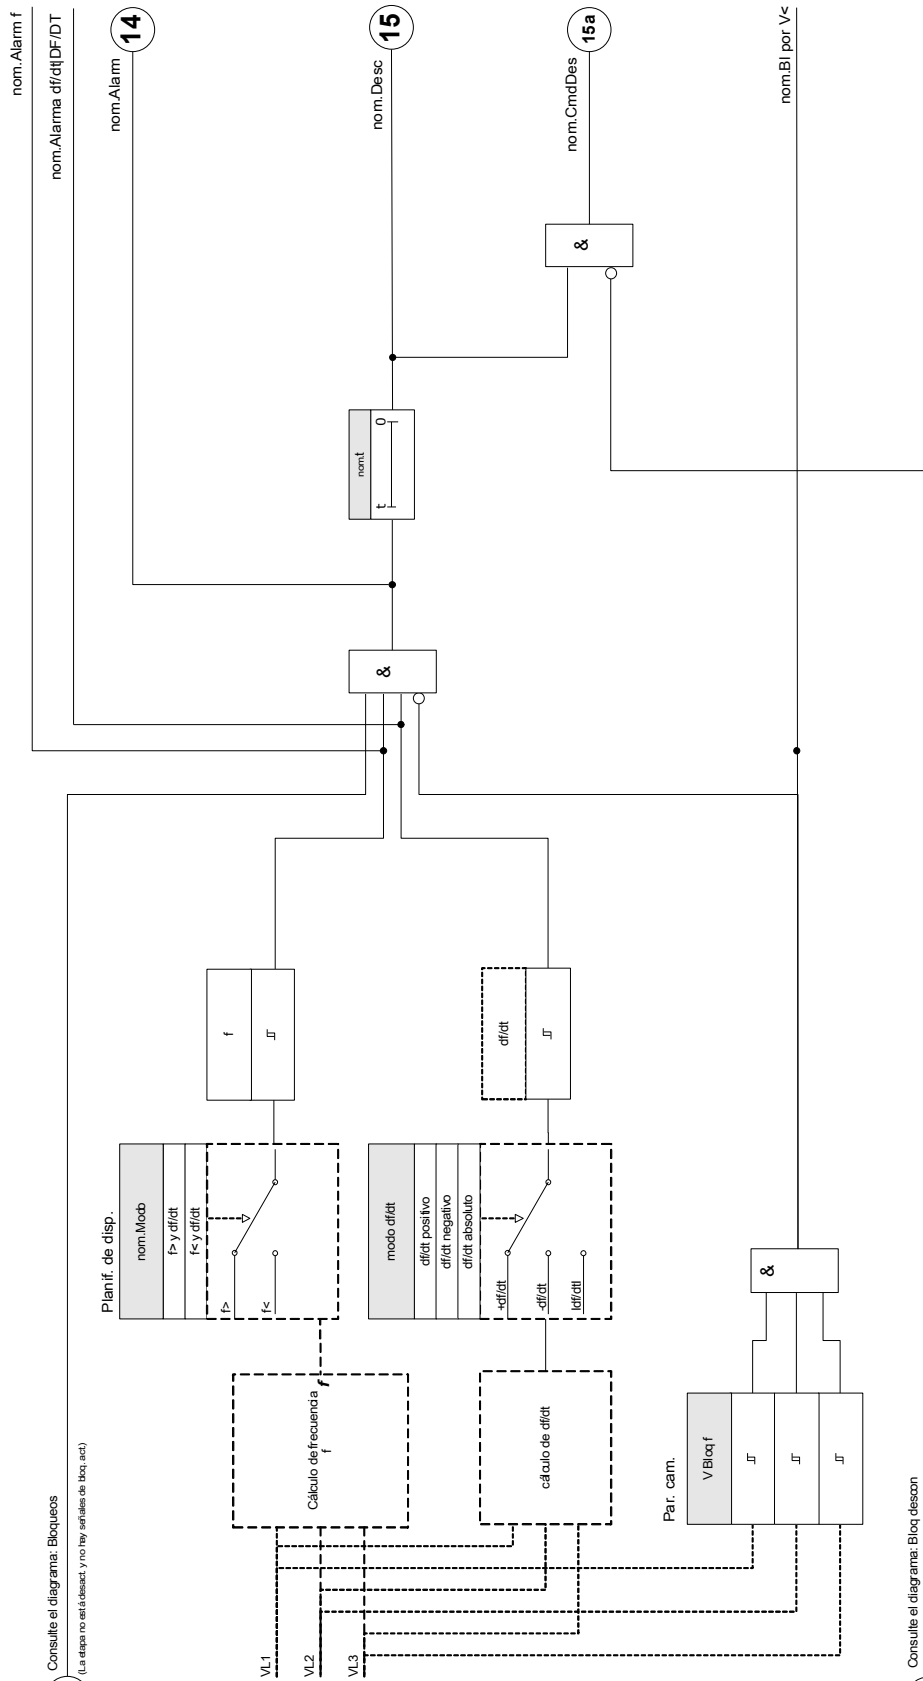 Consulte el diagrama: Bloqueos
(La etapa no está desact. y no hay señales de bloq. act.)
VL1
VL2
VL3
Cálculo de frecuencia f
f
Planif. de disp.
nom.Modo
f> y df/dt
f< y df/dt
f>
f<
f
cálculo de df/dt
modo df/dt
df/dt positivo
df/dt negativo
df/dt absoluto
+df/dt
-df/dt
|df/dt|
df/dt
Par. cam.
V Bloq f
&
&
nom.t
t 0
&
nom.Alarm f
nom.Alarma df/dt|DF/DT
nom.Alarm
14
nom.Desc
15
nom.CmdDes
15a
nom.Bl por V<
Consulte el diagrama: Bloq descon